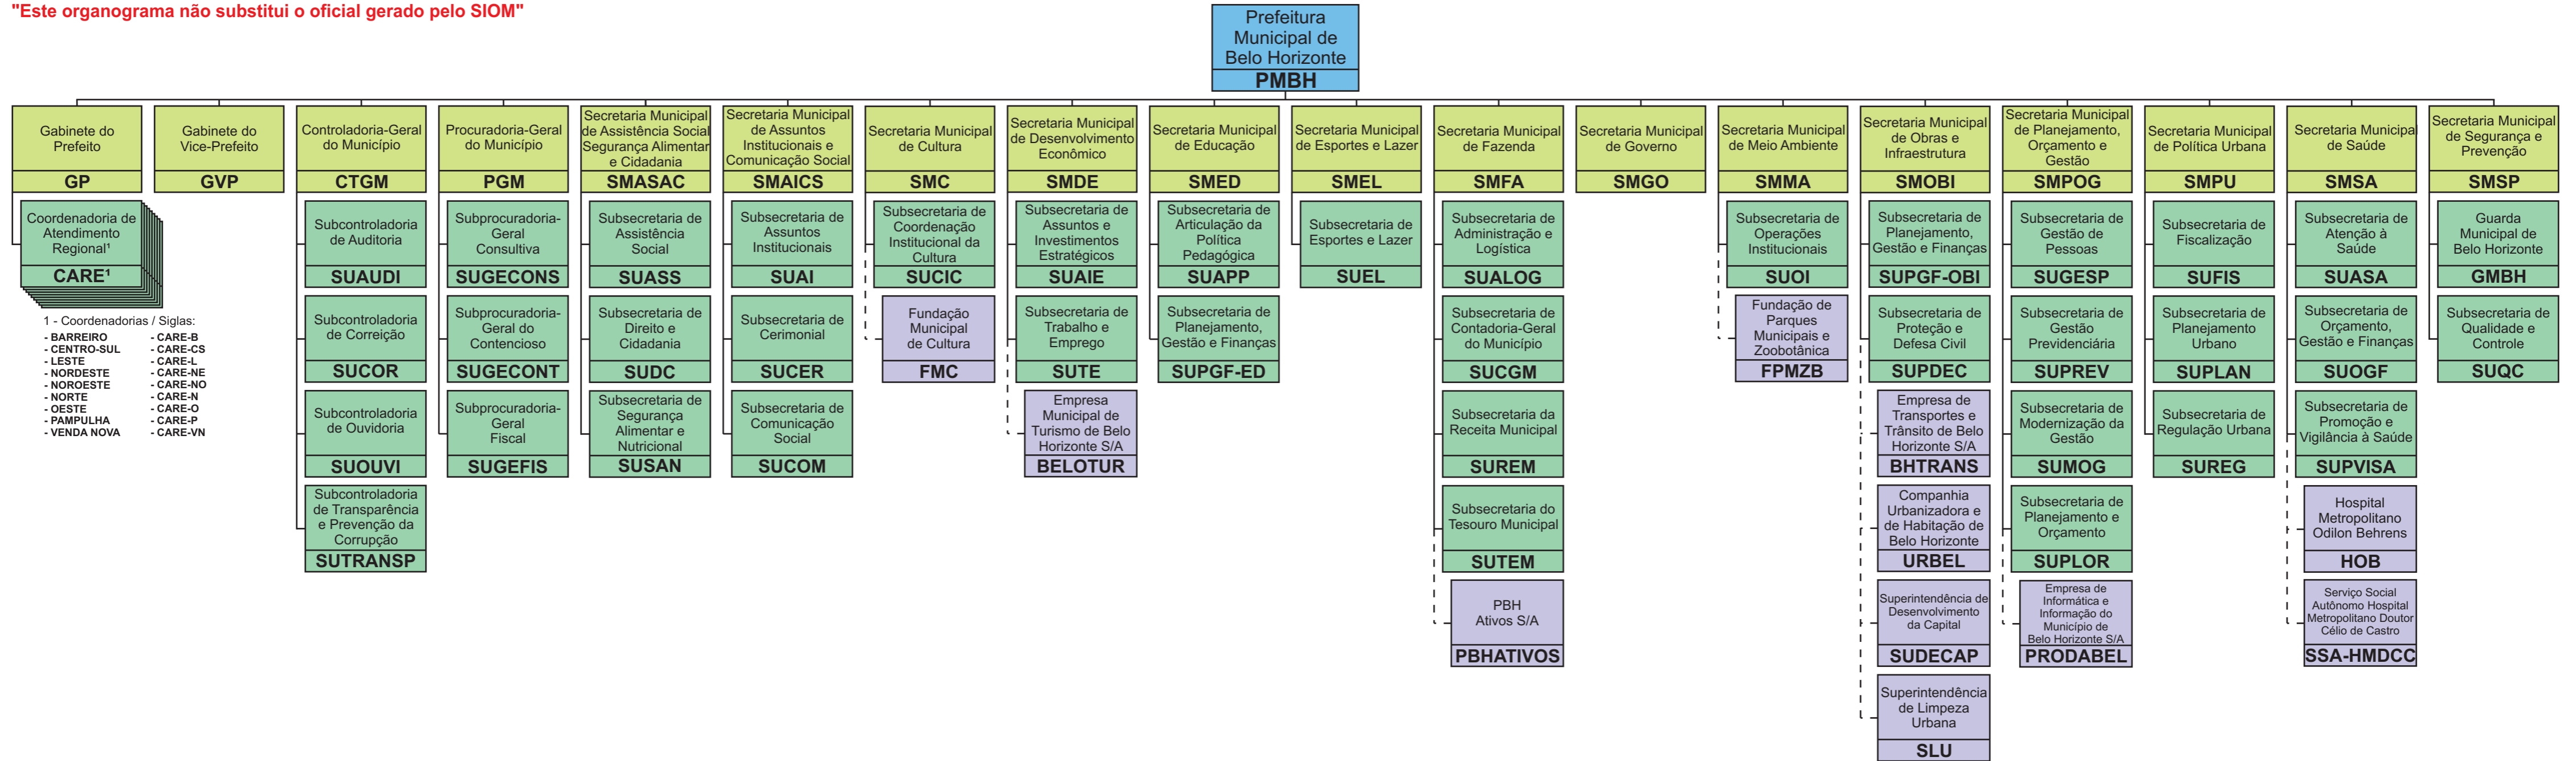 "Este organograma não substitui o oficial gerado pelo SIOM"
Prefeitura
Municipal de
Belo Horizonte
PMBH
Gabinete do
Prefeito
GP
Coordenadoria de
Atendimento
Regional¹
CARE¹
1 - Coordenadorias / Siglas:
- BARREIRO - CARE-B
- CENTRO-SUL - CARE-CS
- LESTE - CARE-L
- NORDESTE - CARE-NE
- NOROESTE - CARE-NO
- NORTE - CARE-N
- OESTE - CARE-O
- PAMPULHA - CARE-P
- VENDA NOVA - CARE-VN
Gabinete do
Vice-Prefeito
GVP
Controladoria-Geral
do Município
CTGM
Subcontroladoria
de Auditoria
SUAUDI
Subcontroladoria
de Correição
SUCOR
Subcontroladoria
de Ouvidoria
SUOUVI
Subcontroladoria
de Transparência
e Prevenção da
Corrupção
SUTRANSP
Procuradoria-Geral
do Município
PGM
Subprocuradoria-
Geral
Consultiva
SUGECONS
Subprocuradoria-
Geral do
Contencioso
SUGECONT
Subprocuradoria-
Geral
Fiscal
SUGEFIS
Secretaria Municipal
de Assistência Social
Segurança Alimentar
e Cidadania
SMASAC
Subsecretaria de
Assistência
Social
SUASS
Subsecretaria de
Direito e
Cidadania
SUDC
Subsecretaria de
Segurança
Alimentar e
Nutricional
SUSAN
Secretaria Municipal
de Assuntos
Institucionais e
Comunicação Social
SMAICS
Subsecretaria de
Assuntos
Institucionais
SUAI
Subsecretaria de
Cerimonial
SUCER
Subsecretaria de
Comunicação
Social
SUCOM
Secretaria Municipal
de Cultura
SMC
Subsecretaria de
Coordenação
Institucional da
Cultura
SUCIC
Fundação
Municipal
de Cultura
FMC
Secretaria Municipal
de Desenvolvimento
Econômico
SMDE
Subsecretaria de
Assuntos e
Investimentos
Estratégicos
SUAIE
Subsecretaria de
Trabalho e
Emprego
SUTE
Empresa
Municipal de
Turismo de Belo
Horizonte S/A
BELOTUR
Secretaria Municipal
de Educação
SMED
Subsecretaria de
Articulação da
Política
Pedagógica
SUAPP
Subsecretaria de
Planejamento,
Gestão e Finanças
SUPGF-ED
Secretaria Municipal
de Esportes e Lazer
SMEL
Subsecretaria de
Esportes e Lazer
SUEL
Secretaria Municipal
de Fazenda
SMFA
Subsecretaria de
Administração e
Logística
SUALOG
Subsecretaria de
Contadoria-Geral
do Município
SUCGM
Subsecretaria da
Receita Municipal
SUREM
Subsecretaria do
Tesouro Municipal
SUTEM
PBH
Ativos S/A
PBHATIVOS
Secretaria Municipal
de Governo
SMGO
Secretaria Municipal
de Meio Ambiente
SMMA
Subsecretaria de
Operações
Institucionais
SUOI
Fundação de
Parques
Municipais e
Zoobotânica
FPMZB
Secretaria Municipal
de Obras e
Infraestrutura
SMOBI
Subsecretaria de
Planejamento,
Gestão e Finanças
SUPGF-OBI
Subsecretaria de
Proteção e
Defesa Civil
SUPDEC
Empresa de
Transportes e
Trânsito de Belo
Horizonte S/A
BHTRANS
Companhia
Urbanizadora e
de Habitação de
Belo Horizonte
URBEL
Superintendência de
Desenvolvimento
da Capital
SUDECAP
Superintendência
de Limpeza
Urbana
SLU
Secretaria Municipal
de Planejamento,
Orçamento e
Gestão
SMPOG
Subsecretaria de
Gestão de
Pessoas
SUGESP
Subsecretaria de
Gestão
Previdenciária
SUPREV
Subsecretaria de
Modernização da
Gestão
SUMOG
Subsecretaria de
Planejamento e
Orçamento
SUPLOR
Empresa de
Informática e
Informação do
Município de
Belo Horizonte S/A
PRODABEL
Secretaria Municipal
de Política Urbana
SMPU
Subsecretaria de
Fiscalização
SUFIS
Subsecretaria de
Planejamento
Urbano
SUPLAN
Subsecretaria de
Regulação Urbana
SUREG
Secretaria Municipal
de Saúde
SMSA
Subsecretaria de
Atenção à
Saúde
SUASA
Subsecretaria de
Orçamento,
Gestão e Finanças
SUOGF
Subsecretaria de
Promoção e
Vigilância à Saúde
SUPVISA
Hospital
Metropolitano
Odilon Behrens
HOB
Serviço Social
Autônomo Hospital
Metropolitano Doutor
Célio de Castro
SSA-HMDCC
Secretaria Municipal
de Segurança e
Prevenção
SMSP
Guarda
Municipal de
Belo Horizonte
GMBH
Subsecretaria de
Qualidade e
Controle
SUQC